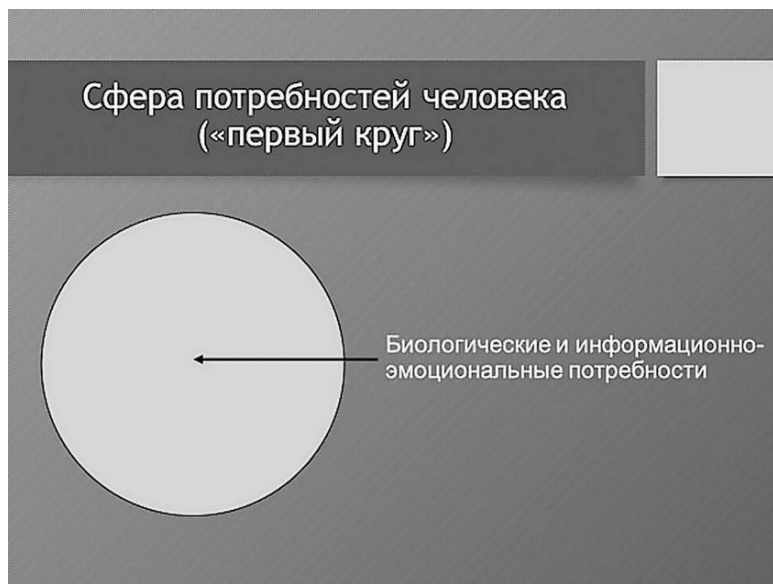 Сфера потребностей человека
(«первый круг»)
Биологические и информационно-
эмоциональные потребности